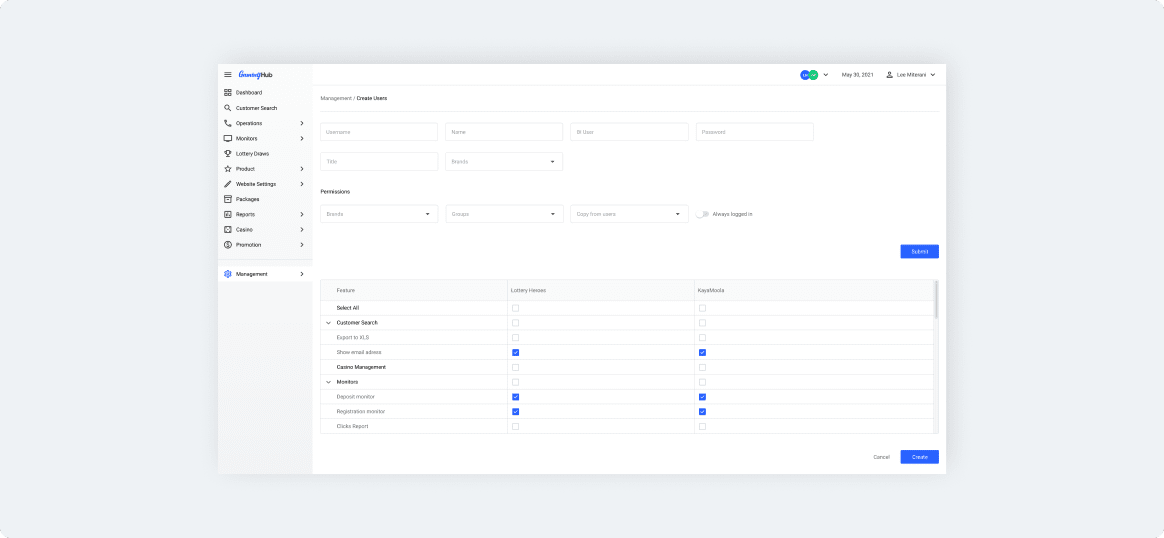 GamingHub
May 30, 2021
Lee Miterani
Dashboard
Customer Search
Operations
Monitors
Lottery Draws
Product
Website Settings
Packages
Reports
Casino
Promotion
Management
Management / Create Users
Username
Name
BI User
Password
Title
Brands
Permissions
Brands
Groups
Copy from users
Always logged in
Submit
Feature
Lottery Heroes
KayaMoola
Select All
Customer Search
Export to XLS
Show email adress
Casino Management
Monitors
Deposit monitor
Registration monitor
Clicks Report
Cancel
Create